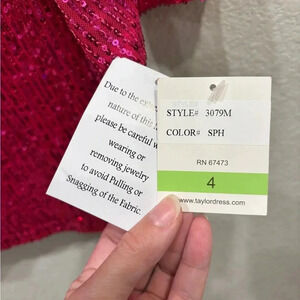 Due to the
nature of this
please be careful
wearing or
removing jewelry
to avoid Pulling or
Snagging of the Fabric.
STYLE# 3079M
COLOR# SPH
RN 67473
4
www.taylordress.com